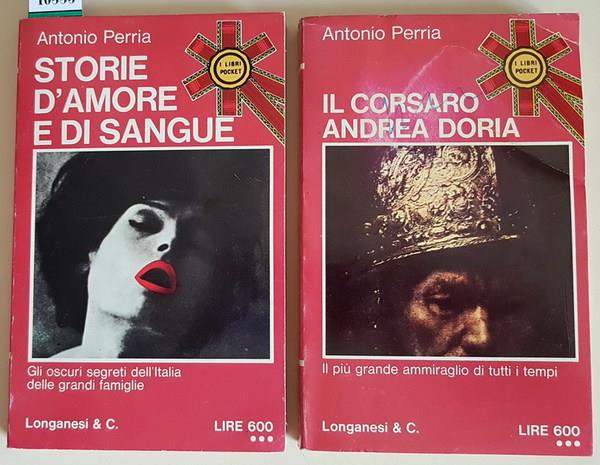 Antonio Perria
STORIE
D'AMORE
E DI SANGUE
I LIBRI
POCKET
Gli oscuri segreti dell'Italia
delle grandi famiglie
Longanesi & C.
LIRE 600
Antonio Perria
I LIBRI
POCKET
IL CORSARO
ANDREA DORIA
Il più grande ammiraglio di tutti i tempi
Longanesi & C.
LIRE 600